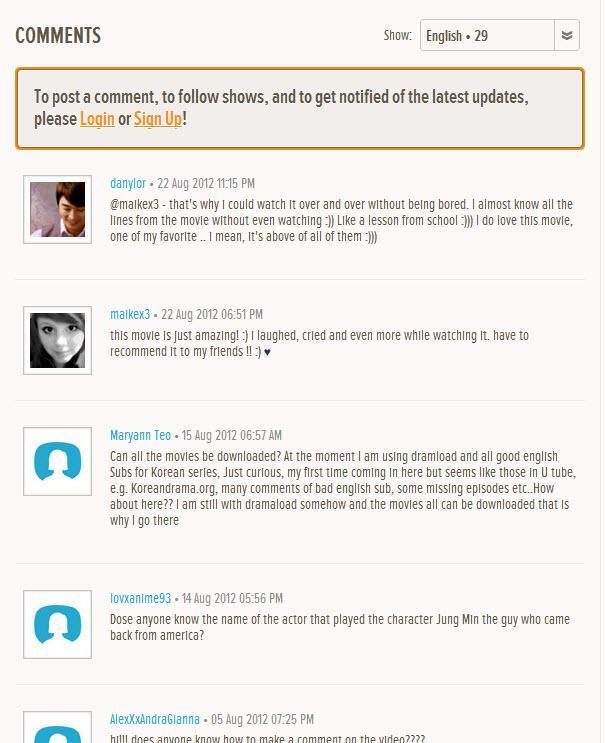 COMMENTS
Show: English • 29
To post a comment, to follow shows, and to get notified of the latest updates,
please Login or Sign Up!
danylor • 22 Aug 2012 11:15 PM
@maikex3 - that's why I could watch it over and over without being bored. I almost know all the
lines from the movie without even watching :)) Like a lesson from school :))) I do love this movie,
one of my favorite .. I mean, it's above of all of them :)))
maikex3 • 22 Aug 2012 06:51 PM
this movie is just amazing! :) I laughed, cried and even more while watching it. have to
recommend it to my friends !! :) ♥
Maryann Teo • 15 Aug 2012 06:57 AM
Can all the movies be downloaded? At the moment I am using dramload and all good english
Subs for Korean series, Just curious, my first time coming in here but seems like those in U tube,
e.g. Koreandrama.org, many comments of bad english sub, some missing episodes etc..How
about here?? I am still with dramaload somehow and the movies all can be downloaded that is
why I go there
lovxanime93 • 14 Aug 2012 05:56 PM
Dose anyone know the name of the actor that played the character Jung Min the guy who came
back from america?
AlexXxAndraGianna • 05 Aug 2012 07:25 PM
hi!!! does anyone know how to make a comment on the video????